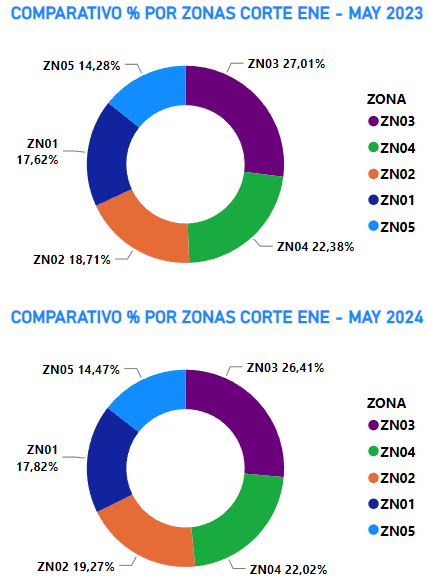 COMPARATIVO % POR ZONAS CORTE ENE - MAY 2023
ZN05 14,28%
ZN03 27,01%
ZN01
17,62%
ZN02 18,71%
ZN04 22,38%
ZONA
ZN03
ZN04
ZN02
ZN01
ZN05
COMPARATIVO % POR ZONAS CORTE ENE - MAY 2024
ZN05 14,47%
ZN03 26,41%
ZN01
17,82%
ZN02 19,27%
ZN04 22,02%
ZONA
ZN03
ZN04
ZN02
ZN01
ZN05